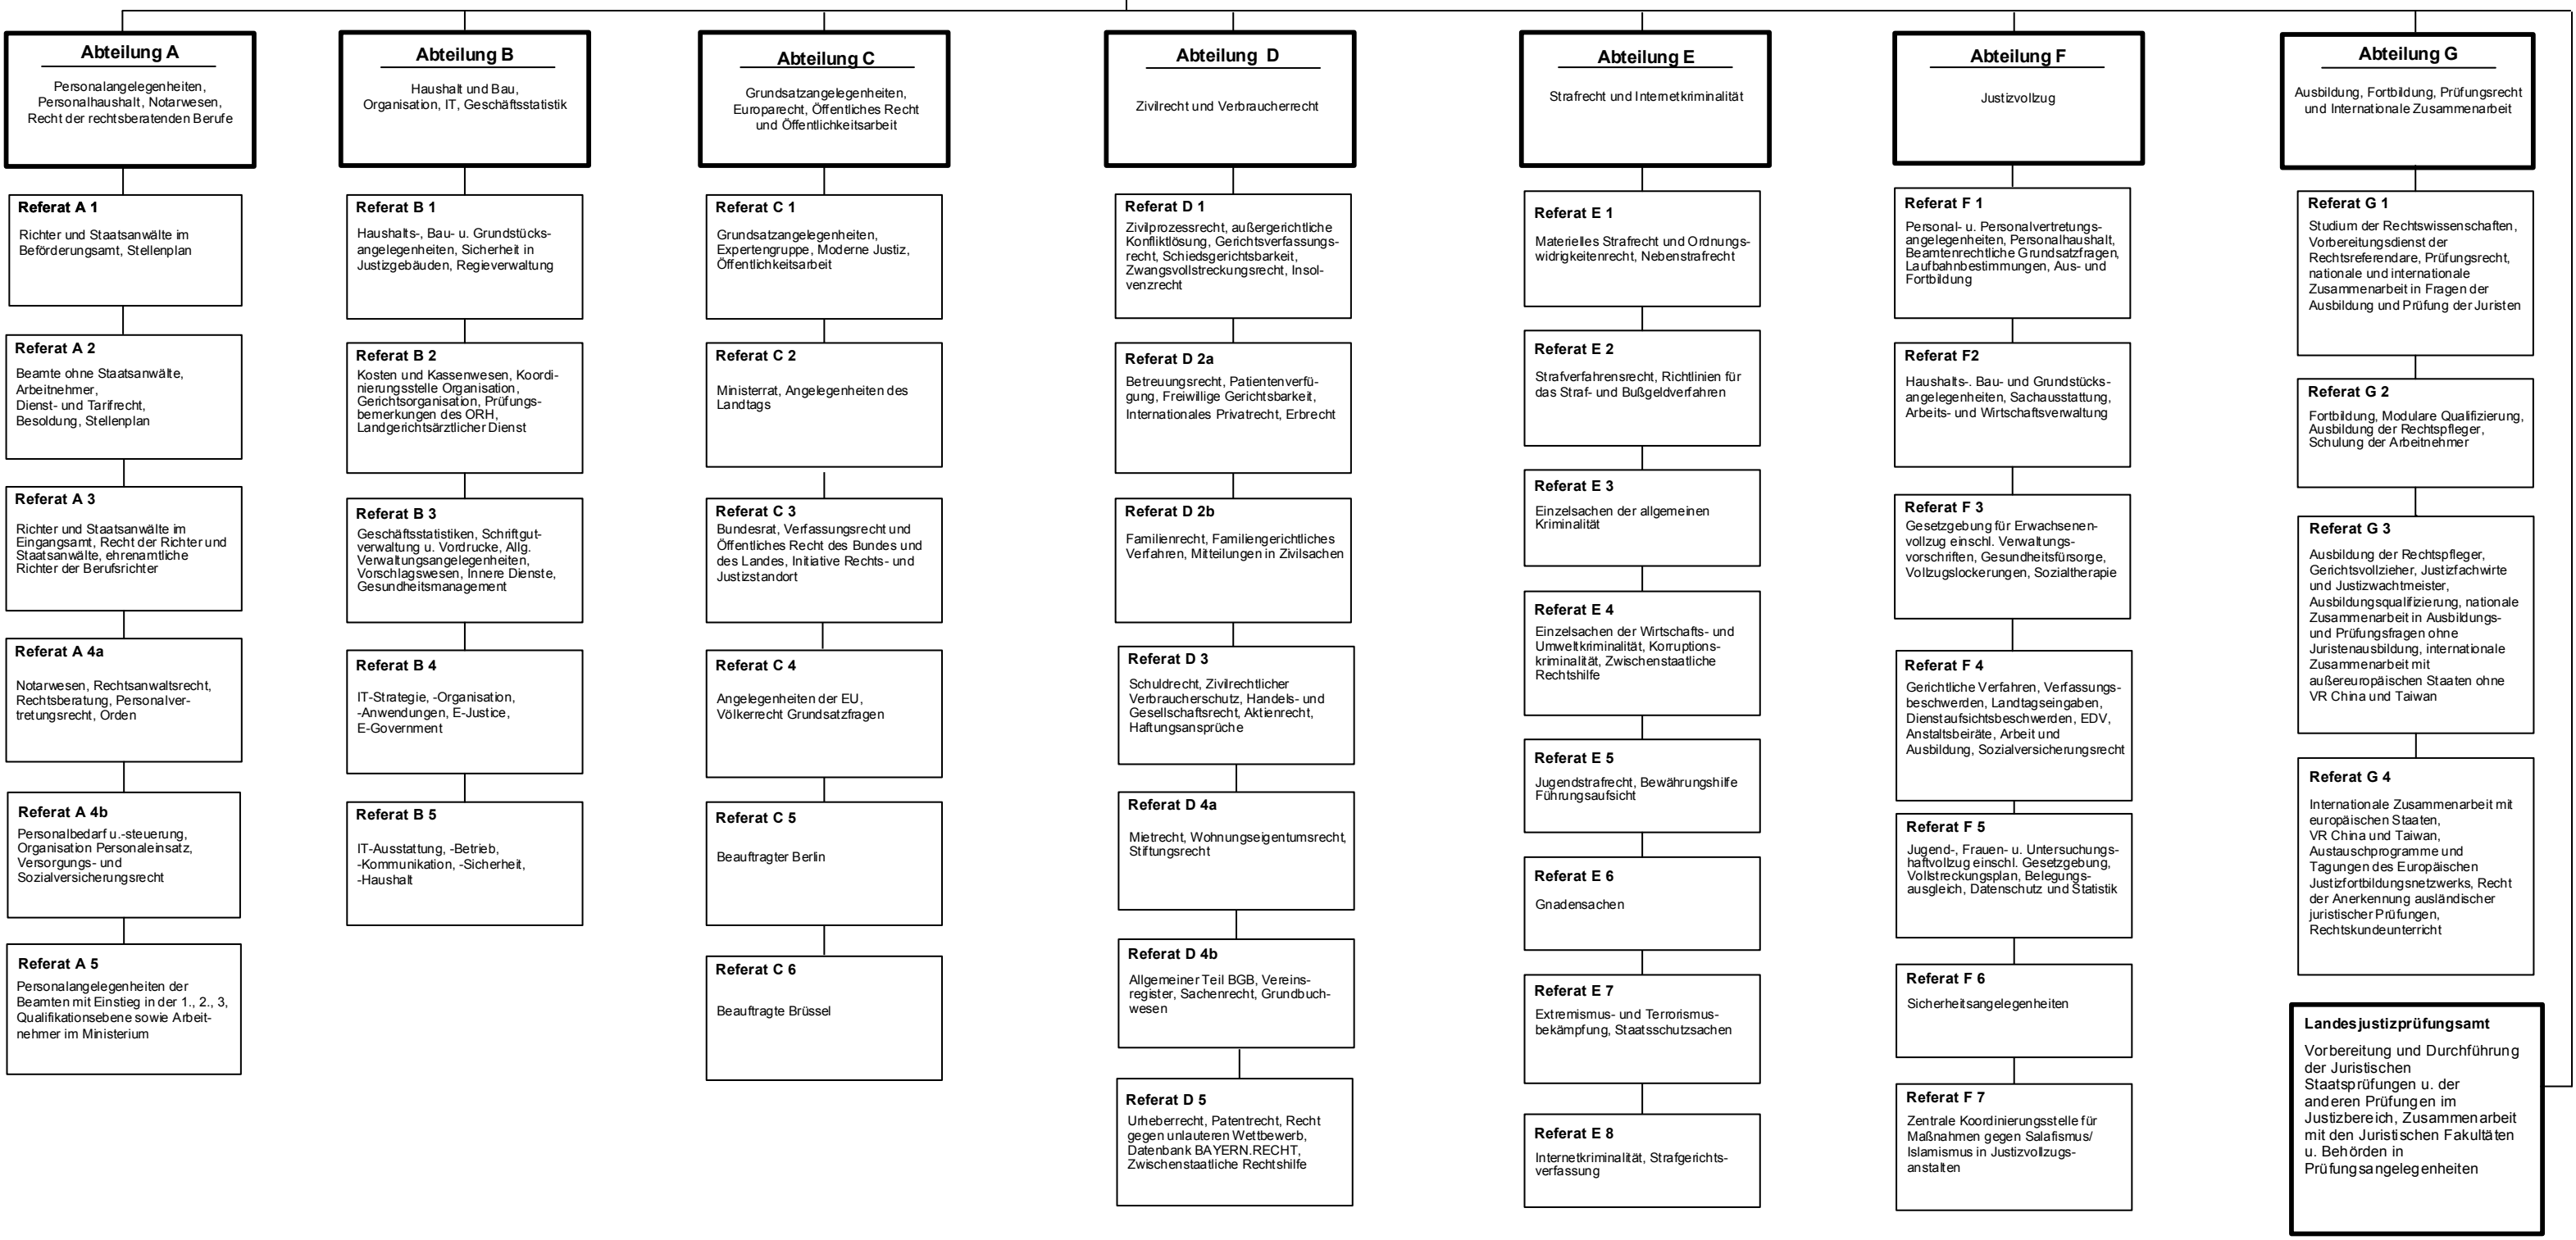 Abteilung A
Personalangelegenheiten,
Personalhaushalt, Notarwesen,
Recht der rechtsberatenden Berufe
Referat A 1
Richter und Staatsanwälte im
Beförderungsamt, Stellenplan
Referat A 2
Beamte ohne Staatsanwälte,
Arbeitnehmer,
Dienst- und Tarifrecht,
Besoldung, Stellenplan
Referat A 3
Richter und Staatsanwälte im
Eingangsamt, Recht der Richter und
Staatsanwälte, ehrenamtliche
Richter der Berufsrichter
Referat A 4a
Notarwesen, Rechtsanwaltsrecht,
Rechtsberatung, Personalver-
tretungsrecht, Orden
Referat A 4b
Personalbedarf u.-steuerung,
Organisation Personaleinsatz,
Versorgungs- und
Sozialversicherungsrecht
Referat A 5
Personalangelegenheiten der
Beamten mit Einstieg in der 1., 2., 3,
Qualifikationsebene sowie Arbeit-
nehmer im Ministerium
Abteilung B
Haushalt und Bau,
Organisation, IT, Geschäftsstatistik
Referat B 1
Haushalts-, Bau- u. Grundstücks-
angelegenheiten, Sicherheit in
Justizgebäuden, Regieverwaltung
Referat B 2
Kosten und Kassenwesen, Koordi-
nierungsstelle Organisation,
Gerichtsorganisation, Prüfungs-
bemerkungen des ORH,
Landgerichtsärztlicher Dienst
Referat B 3
Geschäftsstatistiken, Schriftgut-
verwaltung u. Vordrucke, Allg.
Verwaltungsangelegenheiten,
Vorschlagswesen, Innere Dienste,
Gesundheitsmanagement
Referat B 4
IT-Strategie, -Organisation,
-Anwendungen, E-Justice,
E-Government
Referat B 5
IT-Ausstattung, -Betrieb,
-Kommunikation, -Sicherheit,
-Haushalt
Abteilung C
Grundsatzangelegenheiten,
Europarecht, Öffentliches Recht
und Öffentlichkeitsarbeit
Referat C 1
Grundsatzangelegenheiten,
Expertengruppe, Moderne Justiz,
Öffentlichkeitsarbeit
Referat C 2
Ministerrat, Angelegenheiten des
Landtags
Referat C 3
Bundesrat, Verfassungsrecht und
Öffentliches Recht des Bundes und
des Landes, Initiative Rechts- und
Justizstandort
Referat C 4
Angelegenheiten der EU,
Völkerrecht Grundsatzfragen
Referat C 5
Beauftragter Berlin
Referat C 6
Beauftragte Brüssel
Abteilung D
Zivilrecht und Verbraucherrecht
Referat D 1
Zivilprozessrecht, außergerichtliche
Konfliktlösung, Gerichtsverfassungs-
recht, Schiedsgerichtsbarkeit,
Zwangsvollstreckungsrecht, Insol-
venzrecht
Referat D 2a
Betreuungsrecht, Patientenverfü-
gung, Freiwillige Gerichtsbarkeit,
Internationales Privatrecht, Erbrecht
Referat D 2b
Familienrecht, Familiengerichtliches
Verfahren, Mitteilungen in Zivilsachen
Referat D 3
Schuldrecht, Zivilrechtlicher
Verbraucherschutz, Handels- und
Gesellschaftsrecht, Aktienrecht,
Haftungsansprüche
Referat D 4a
Mietrecht, Wohnungseigentumsrecht,
Stiftungsrecht
Referat D 4b
Allgemeiner Teil BGB, Vereins-
register, Sachenrecht, Grundbuch-
wesen
Referat D 5
Urheberrecht, Patentrecht, Recht
gegen unlauteren Wettbewerb,
Datenbank BAYERN.RECHT,
Zwischenstaatliche Rechtshilfe
Abteilung E
Strafrecht und Internetkriminalität
Referat E 1
Materielles Strafrecht und Ordnungs-
widrigkeitenrecht, Nebenstrafrecht
Referat E 2
Strafverfahrensrecht, Richtlinien für
das Straf- und Bußgeldverfahren
Referat E 3
Einzelsachen der allgemeinen
Kriminalität
Referat E 4
Einzelsachen der Wirtschafts- und
Umweltkriminalität, Korruptions-
kriminalität, Zwischenstaatliche
Rechtshilfe
Referat E 5
Jugendstrafrecht, Bewährungshilfe
Führungsaufsicht
Referat E 6
Gnadensachen
Referat E 7
Extremismus- und Terrorismus-
bekämpfung, Staatsschutzsachen
Referat E 8
Internetkriminalität, Strafgerichts-
verfassung
Abteilung F
Justizvollzug
Referat F 1
Personal- u. Personalvertretungs-
angelegenheiten, Personalhaushalt,
Beamtenrechtliche Grundsatzfragen,
Laufbahnbestimmungen, Aus- und
Fortbildung
Referat F2
Haushalts-. Bau- und Grundstücks-
angelegenheiten, Sachausstattung,
Arbeits- und Wirtschaftsverwaltung
Referat F 3
Gesetzgebung für Erwachsenen-
vollzug einschl. Verwaltungs-
vorschriften, Gesundheitsfürsorge,
Vollzugslockerungen, Sozialtherapie
Referat F 4
Gerichtliche Verfahren, Verfassungs-
beschwerden, Landtagseingaben,
Dienstaufsichtsbeschwerden, EDV,
Anstaltsbeiräte, Arbeit und
Ausbildung, Sozialversicherungsrecht
Referat F 5
Jugend-, Frauen- u. Untersuchungs-
haftvollzug einschl. Gesetzgebung,
Vollstreckungsplan, Belegungs-
ausgleich, Datenschutz und Statistik
Referat F 6
Sicherheitsangelegenheiten
Referat F 7
Zentrale Koordinierungsstelle für
Maßnahmen gegen Salafismus/
Islamismus in Justizvollzugs-
anstalten
Abteilung G
Ausbildung, Fortbildung, Prüfungsrecht
und Internationale Zusammenarbeit
Referat G 1
Studium der Rechtswissenschaften,
Vorbereitungsdienst der
Rechtsreferendare, Prüfungsrecht,
nationale und internationale
Zusammenarbeit in Fragen der
Ausbildung und Prüfung der Juristen
Referat G 2
Fortbildung, Modulare Qualifizierung,
Ausbildung der Rechtspfleger,
Schulung der Arbeitnehmer
Referat G 3
Ausbildung der Rechtspfleger,
Gerichtsvollzieher, Justizfachwirte
und Justizwachtmeister,
Ausbildungsqualifizierung, nationale
Zusammenarbeit in Ausbildungs-
und Prüfungsfragen ohne
Juristenausbildung, internationale
Zusammenarbeit mit
außereuropäischen Staaten ohne
VR China und Taiwan
Referat G 4
Internationale Zusammenarbeit mit
europäischen Staaten,
VR China und Taiwan,
Austauschprogramme und
Tagungen des Europäischen
Justizfortbildungsnetzwerks, Recht
der Anerkennung ausländischer
juristischer Prüfungen,
Rechtskundeunterricht
Landesjustizprüfungsamt
Vorbereitung und Durchführung
der Juristischen
Staatsprüfungen u. der
anderen Prüfungen im
Justizbereich, Zusammenarbeit
mit den Juristischen Fakultäten
u. Behörden in
Prüfungsangelegenheiten